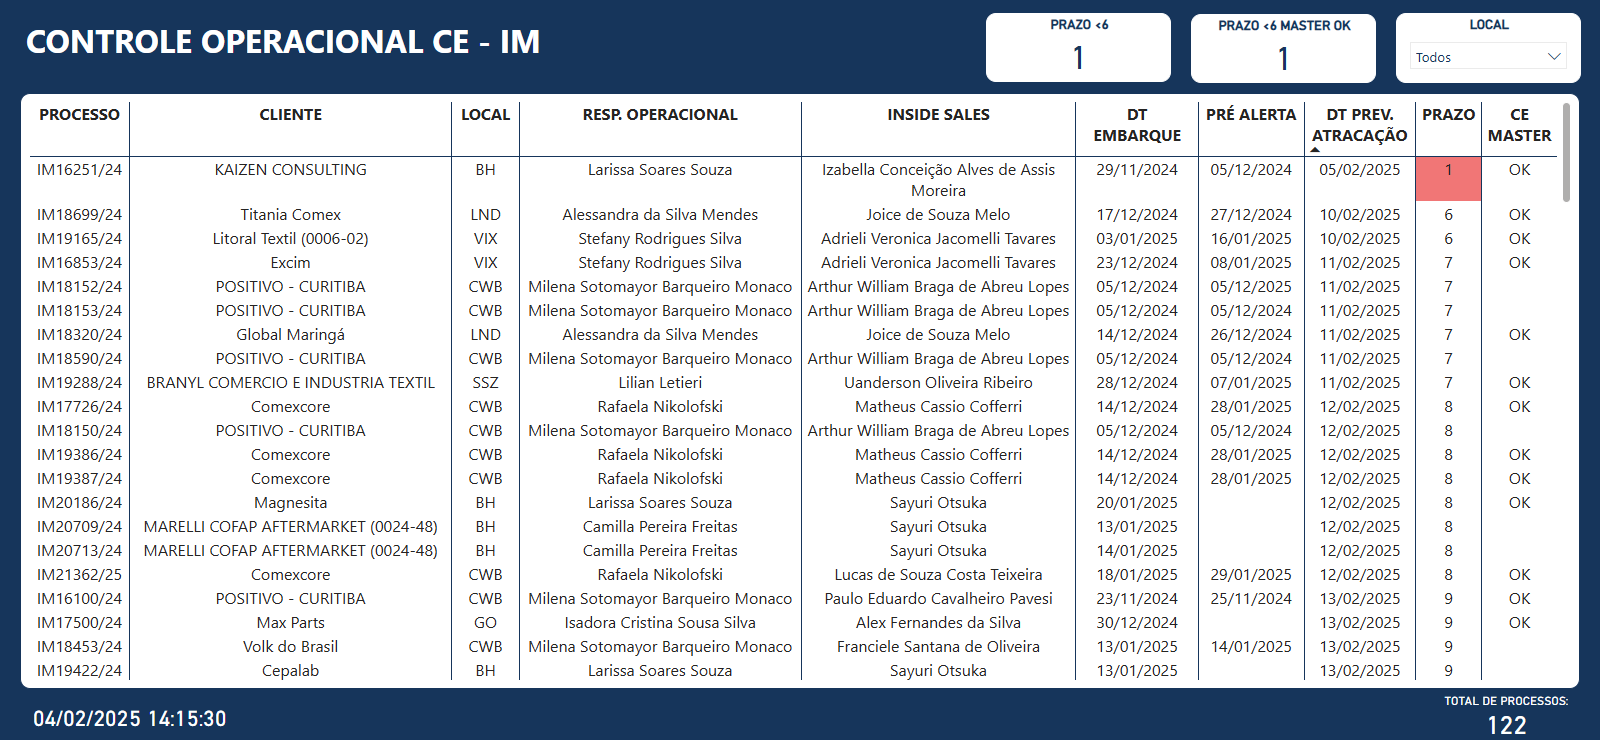 CONTROLE OPERACIONAL CE - IM
PRAZO <6
1
PRAZO <6 MASTER OK
1
LOCAL
Todos
PROCESSO CLIENTE LOCAL RESP. OPERACIONAL INSIDE SALES DT EMBARQUE PRÉ ALERTA DT PREV. ATRACAÇÃO PRAZO CE MASTER
IM16251/24 KAIZEN CONSULTING BH Larissa Soares Souza Izabella Conceição Alves de Assis Moreira 29/11/2024 05/12/2024 05/02/2025 1 OK
IM18699/24 Titania Comex LND Alessandra da Silva Mendes Joice de Souza Melo 17/12/2024 27/12/2024 10/02/2025 6 OK
IM19165/24 Litoral Textil (0006-02) VIX Stefany Rodrigues Silva Adrieli Veronica Jacomelli Tavares 03/01/2025 16/01/2025 10/02/2025 6 OK
IM16853/24 Excim VIX Stefany Rodrigues Silva Adrieli Veronica Jacomelli Tavares 23/12/2024 08/01/2025 11/02/2025 7 OK
IM18152/24 POSITIVO - CURITIBA CWB Milena Sotomayor Barqueiro Monaco Arthur William Braga de Abreu Lopes 05/12/2024 05/12/2024 11/02/2025 7
IM18153/24 POSITIVO - CURITIBA CWB Milena Sotomayor Barqueiro Monaco Arthur William Braga de Abreu Lopes 05/12/2024 05/12/2024 11/02/2025 7
IM18320/24 Global Maringá LND Alessandra da Silva Mendes Joice de Souza Melo 14/12/2024 26/12/2024 11/02/2025 7 OK
IM18590/24 POSITIVO - CURITIBA CWB Milena Sotomayor Barqueiro Monaco Arthur William Braga de Abreu Lopes 05/12/2024 05/12/2024 11/02/2025 7
IM19288/24 BRANYL COMERCIO E INDUSTRIA TEXTIL SSZ Lilian Letieri Uanderson Oliveira Ribeiro 28/12/2024 07/01/2025 11/02/2025 7 OK
IM17726/24 Comexcore CWB Rafaela Nikolofski Matheus Cassio Cofferri 14/12/2024 28/01/2025 12/02/2025 8 OK
IM18150/24 POSITIVO - CURITIBA CWB Milena Sotomayor Barqueiro Monaco Arthur William Braga de Abreu Lopes 05/12/2024 05/12/2024 12/02/2025 8
IM19386/24 Comexcore CWB Rafaela Nikolofski Matheus Cassio Cofferri 14/12/2024 28/01/2025 12/02/2025 8 OK
IM19387/24 Comexcore CWB Rafaela Nikolofski Matheus Cassio Cofferri 14/12/2024 28/01/2025 12/02/2025 8 OK
IM20186/24 Magnesita BH Larissa Soares Souza Sayuri Otsuka 20/01/2025 12/02/2025 8 OK
IM20709/24 MARELLI COFAP AFTERMARKET (0024-48) BH Camilla Pereira Freitas Sayuri Otsuka 13/01/2025 12/02/2025 8
IM20713/24 MARELLI COFAP AFTERMARKET (0024-48) BH Camilla Pereira Freitas Sayuri Otsuka 14/01/2025 12/02/2025 8
IM21362/25 Comexcore CWB Rafaela Nikolofski Lucas de Souza Costa Teixeira 18/01/2025 29/01/2025 12/02/2025 8 OK
IM16100/24 POSITIVO - CURITIBA CWB Milena Sotomayor Barqueiro Monaco Paulo Eduardo Cavalheiro Pavesi 23/11/2024 25/11/2024 13/02/2025 9 OK
IM17500/24 Max Parts GO Isadora Cristina Sousa Silva Alex Fernandes da Silva 30/12/2024 13/02/2025 9 OK
IM18453/24 Volk do Brasil CWB Milena Sotomayor Barqueiro Monaco Franciele Santana de Oliveira 13/01/2025 14/01/2025 13/02/2025 9
IM19422/24 Cepalab BH Larissa Soares Souza Sayuri Otsuka 13/01/2025 13/02/2025 9
04/02/2025 14:15:30
TOTAL DE PROCESSOS:
122